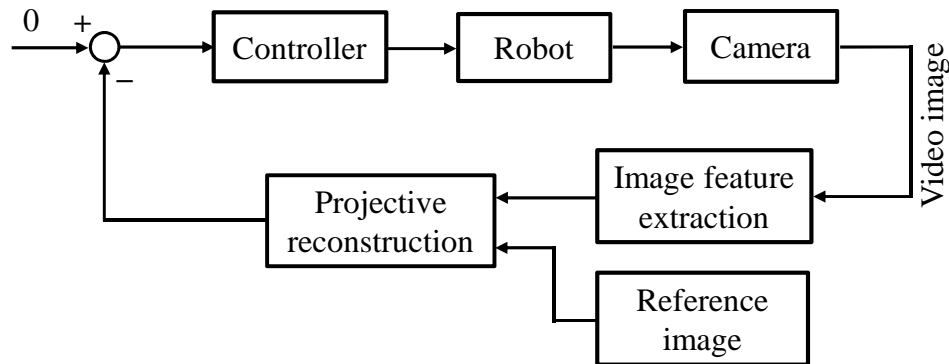 0
+
−
Controller
Robot
Camera
Video image
Image feature
extraction
Projective
reconstruction
Reference
image